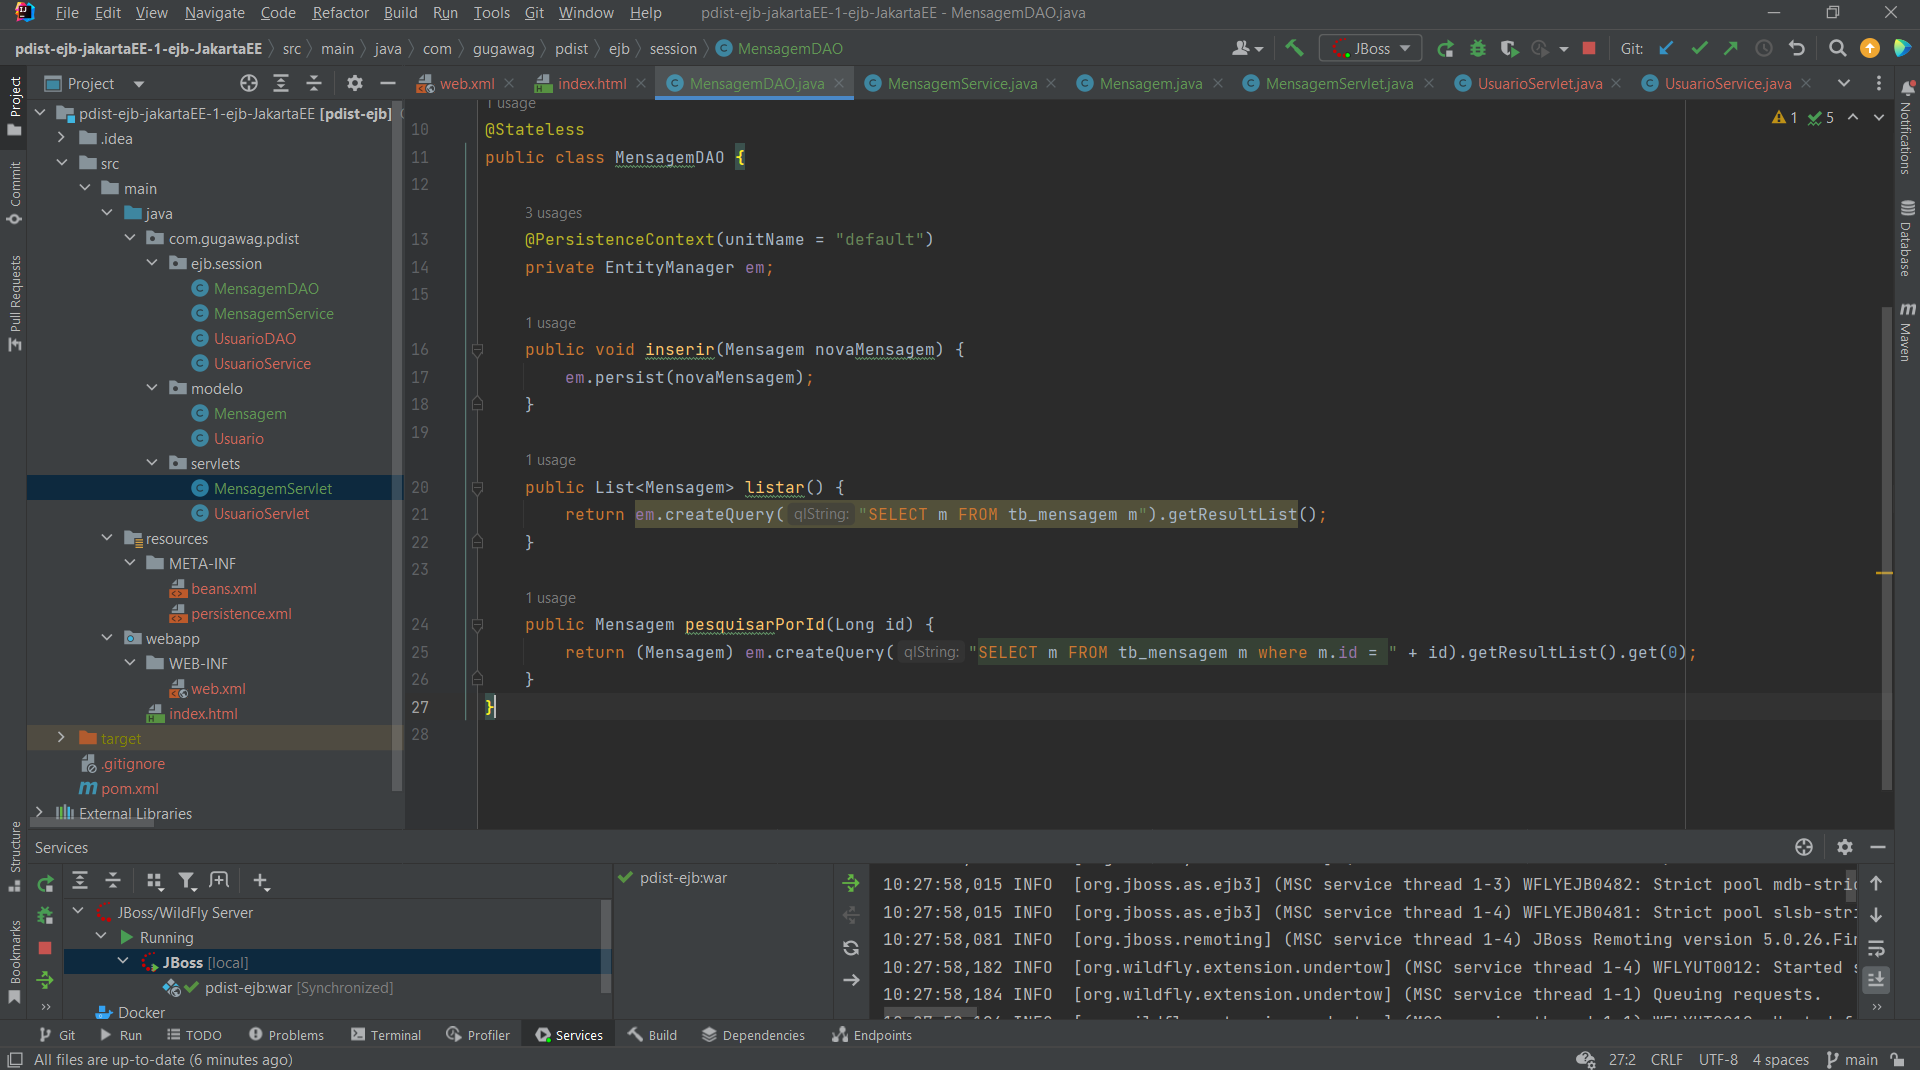 File Edit View Navigate Code Refactor Build Run Tools Git Window Help pdist-ejb-jakartaEE-1-ejb-JakartaEE - MensagemDAO.java
pdist-ejb-jakartaEE-1-ejb-JakartaEE src main java com gugawag pdist ejb session MensagemDAO JBoss Git:
Project web.xml index.html MensagemDAO.java MensagemService.java Mensagem.java MensagemServlet.java UsuarioServlet.java UsuarioService.java
Project
Commit
Pull Requests
Structure
Bookmarks
pdist-ejb-jakartaEE-1-ejb-JakartaEE [pdist-ejb]
.idea
src
main
java
com.gugawag.pdist
ejb.session
MensagemDAO
MensagemService
UsuarioDAO
UsuarioService
modelo
Mensagem
Usuario
servlets
MensagemServlet
UsuarioServlet
resources
META-INF
beans.xml
persistence.xml
webapp
WEB-INF
web.xml
index.html
target
.gitignore
pom.xml
External Libraries
1 usage
10 @Stateless
11 public class MensagemDAO {
12
3 usages
13 @PersistenceContext(unitName = "default")
14 private EntityManager em;
15
1 usage
16 public void inserir(Mensagem novaMensagem) {
17 em.persist(novaMensagem);
18 }
19
1 usage
20 public List<Mensagem> listar() {
21 return em.createQuery( qlString: "SELECT m FROM tb_mensagem m").getResultList();
22 }
23
1 usage
24 public Mensagem pesquisarPorId(Long id) {
25 return (Mensagem) em.createQuery( qlString: "SELECT m FROM tb_mensagem m where m.id = " + id).getResultList().get(0);
26 }
27 }
28
1 5
Notifications
Database
Maven
Services
JBoss/WildFly Server
Running
JBoss [local]
pdist-ejb:war [Synchronized]
Docker
pdist-ejb:war
10:27:58,015 INFO [org.jboss.as.ejb3] (MSC service thread 1-3) WFLYEJB0482: Strict pool mdb-stri
10:27:58,015 INFO [org.jboss.as.ejb3] (MSC service thread 1-4) WFLYEJB0481: Strict pool slsb-str
10:27:58,081 INFO [org.jboss.remoting] (MSC service thread 1-4) JBoss Remoting version 5.0.26.Fi
10:27:58,182 INFO [org.wildfly.extension.undertow] (MSC service thread 1-4) WFLYUT0012: Started
10:27:58,184 INFO [org.wildfly.extension.undertow] (MSC service thread 1-1) Queuing requests.
Git Run TODO Problems Terminal Profiler Services Build Dependencies Endpoints
All files are up-to-date (6 minutes ago) 27:2 CRLF UTF-8 4 spaces main